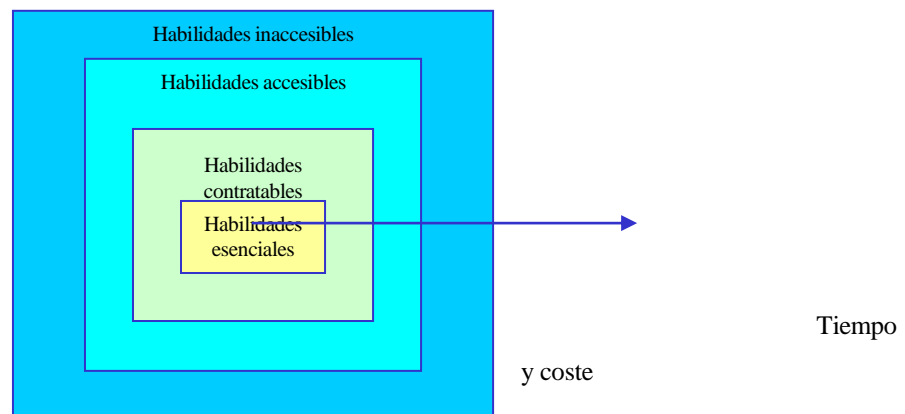 Habilidades inaccesibles
Habilidades accesibles
Habilidades
contratables
Habilidades
esenciales
Tiempo
y coste